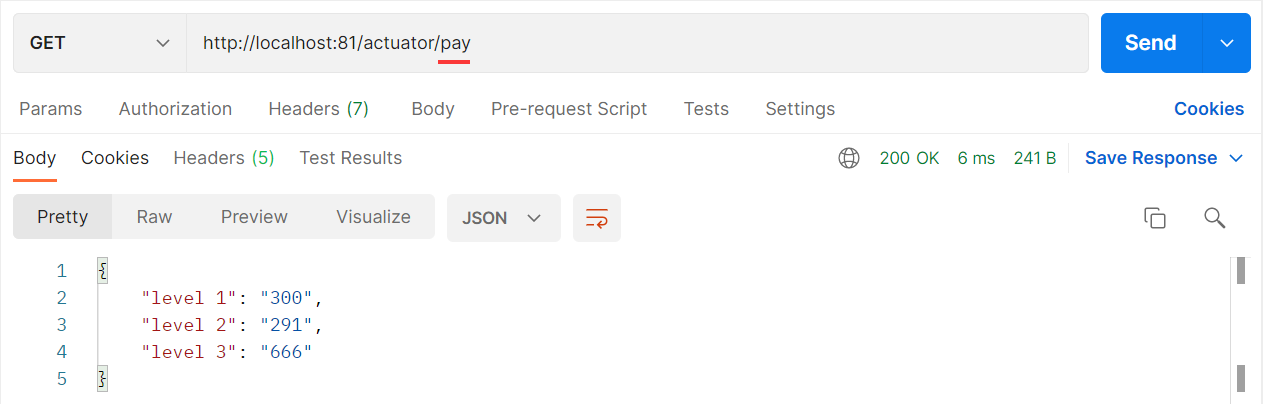 GET http://localhost:81/actuator/pay Send
Params Authorization Headers (7) Body Pre-request Script Tests Settings Cookies
Body Cookies Headers (5) Test Results 200 OK 6 ms 241 B Save Response
Pretty Raw Preview Visualize JSON
1 {
2 "level 1": "300",
3 "level 2": "291",
4 "level 3": "666"
5 }